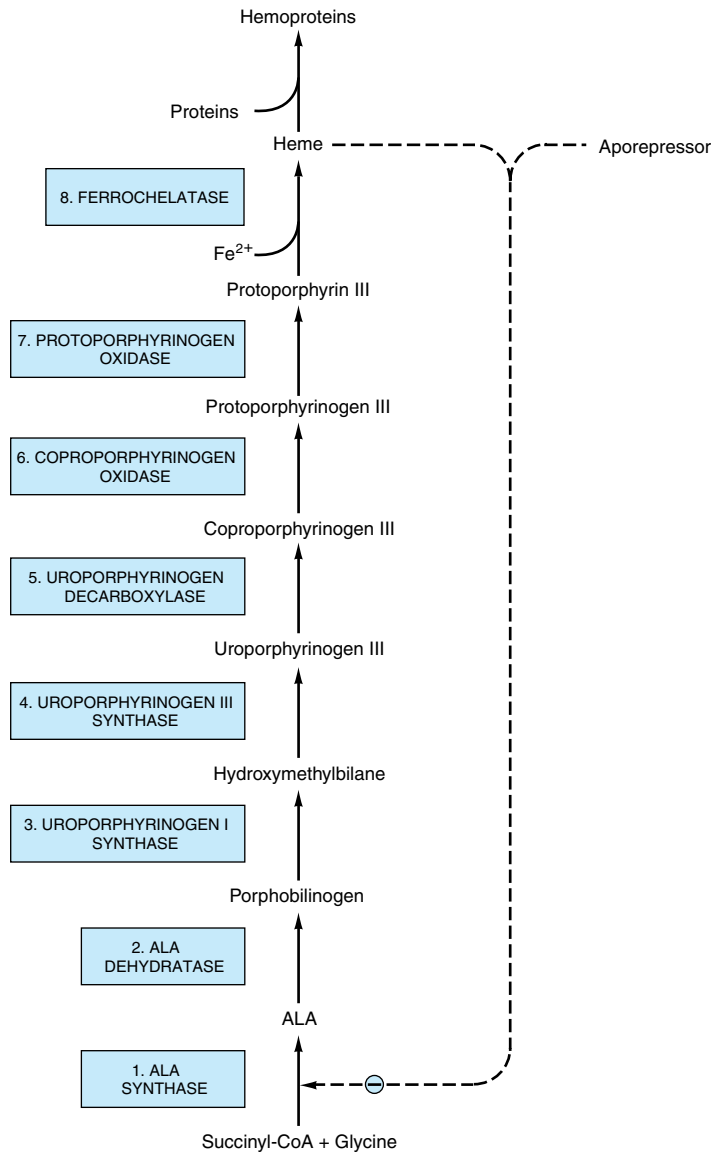 Hemoproteins
Proteins
Heme
Aporepressor
8. FERROCHELATASE
Fe2+
Protoporphyrin III
7. PROTOPORPHYRINOGEN
OXIDASE
Protoporphyrinogen III
6. COPROPORPHYRINOGEN
OXIDASE
Coproporphyrinogen III
5. UROPORPHYRINOGEN
DECARBOXYLASE
Uroporphyrinogen III
4. UROPORPHYRINOGEN III
SYNTHASE
Hydroxymethylbilane
3. UROPORPHYRINOGEN I
SYNTHASE
Porphobilinogen
2. ALA
DEHYDRATASE
ALA
1. ALA
SYNTHASE
−
Succinyl-CoA + Glycine